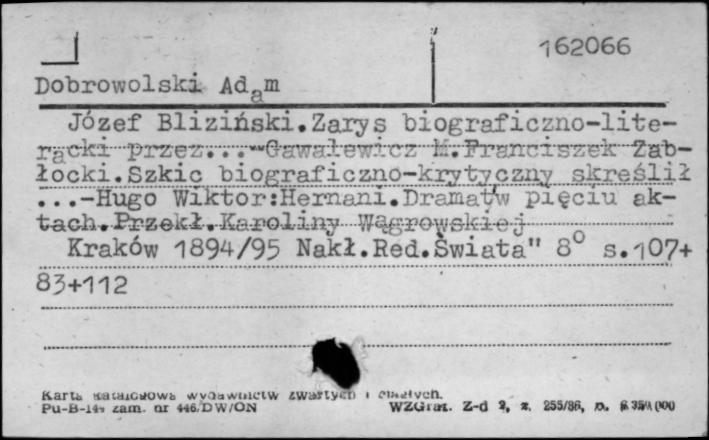 162066
Dobrowolski Adam
Józef Bliziński.Zarys biograficzno-lite-
racki przez...-Gawalewicz M.Franciszek Zab-
łocki.Szkic biograficzno-krytyczny skreślił
...-Hugo Wiktor:Hernani.Dramat w pięciu ak-
tach.Przekł.Karoliny Wągrowskiej
Kraków 1894/95 Nakł.Red.Świata" 8° s.107+
83+112
Karta katalogowa wydawnictw zwartych i ciągłych.
Pu-B-14 zam. nr 446/DW/ON WZGraf. Z-d 2, z. 255/86, n.